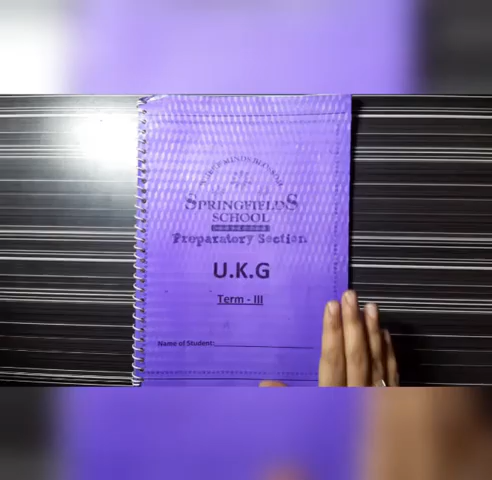 SPRINGFIELDS
SCHOOL
Preparatory Section
U.K.G
Term - III
Name of Student: